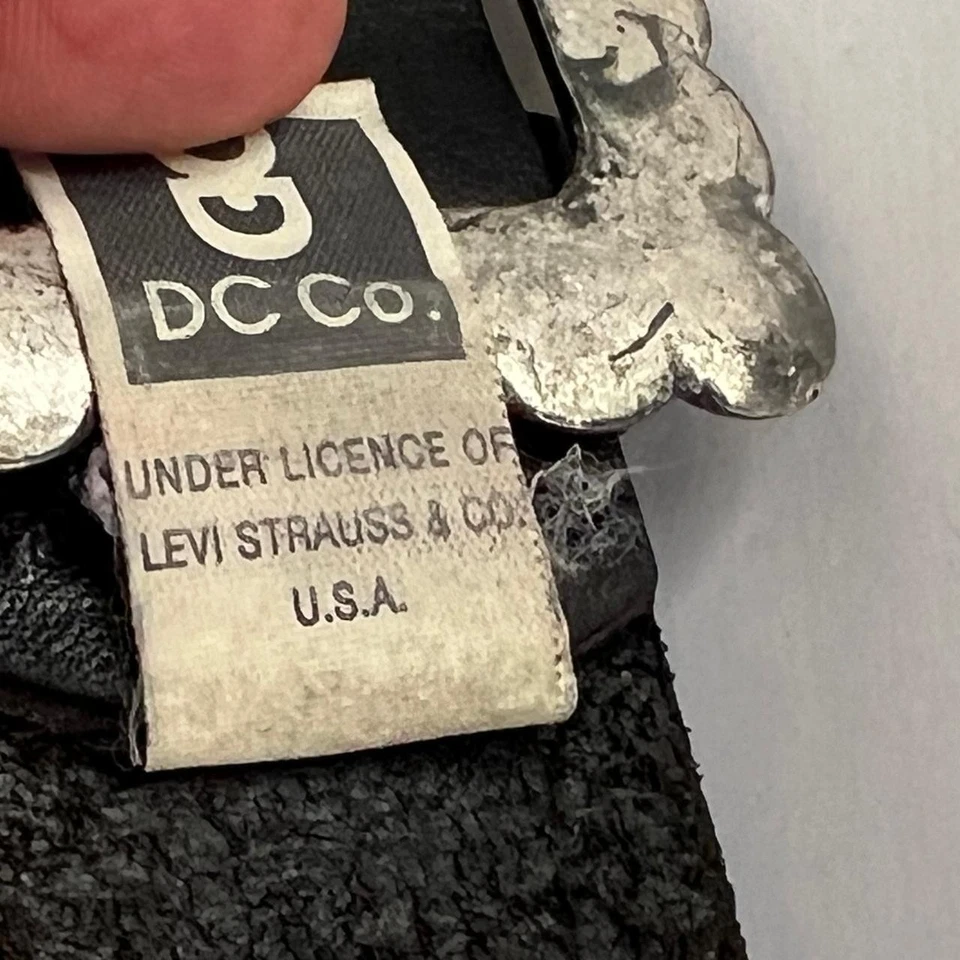 DC Co.
UNDER LICENCE OF
LEVI STRAUSS & CO.
U.S.A.